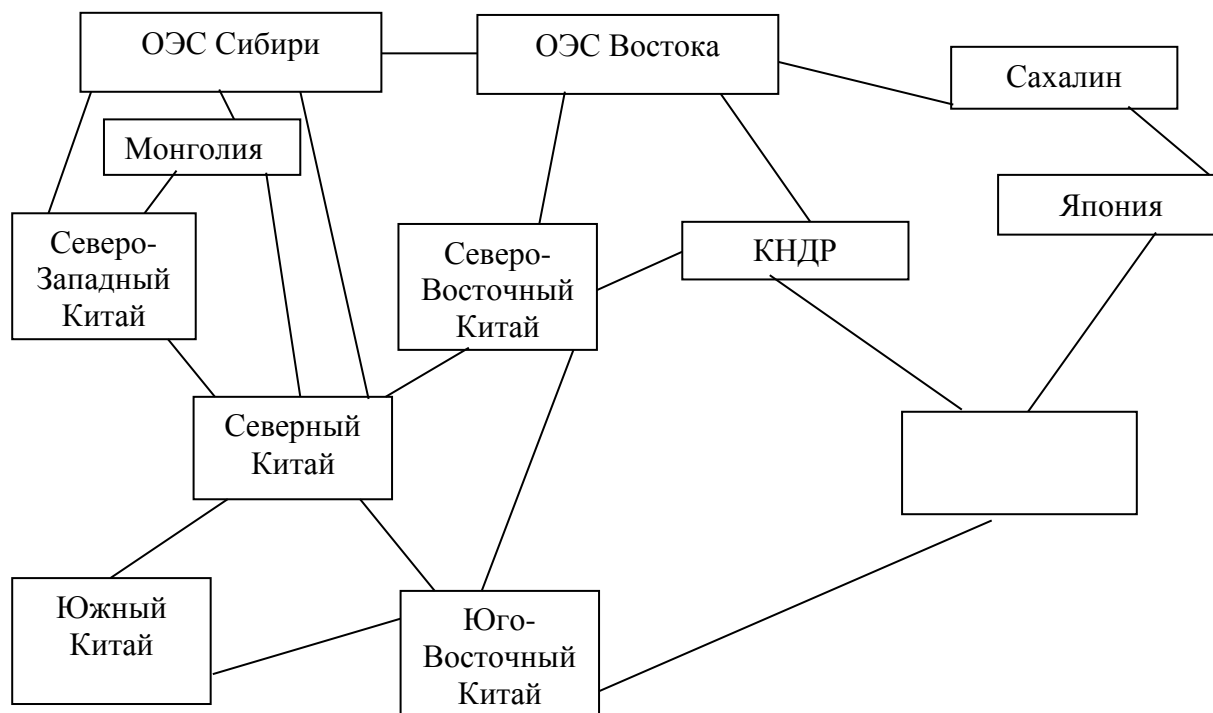 ОЭС Сибири
ОЭС Востока
Сахалин
Монголия
Япония
Северо-
Западный
Китай
Северо-
Восточный
Китай
КНДР
Северный
Китай
Южный
Китай
Юго-
Восточный
Китай